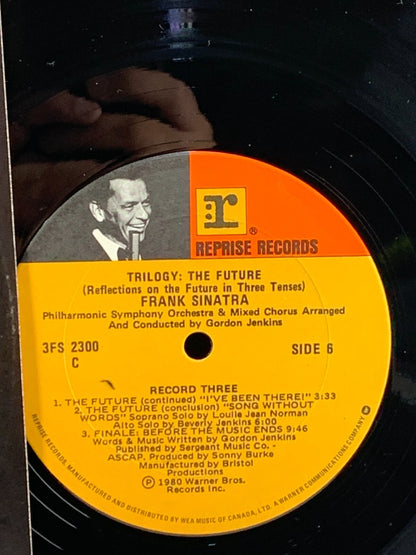 r
®
REPRISE RECORDS
TRILOGY: THE FUTURE
(Reflections on the Future in Three Tenses)
FRANK SINATRA
Philharmonic Symphony Orchestra & Mixed Chorus Arranged
And Conducted by Gordon Jenkins
3FS 2300
C
SIDE 6
RECORD THREE
1. THE FUTURE (continued) "I'VE BEEN THERE!" 3:33
2. THE FUTURE (conclusion) "SONG WITHOUT
WORDS" Soprano Solo by Loulie Jean Norman
Alto Solo by Beverly Jenkins 6:00
3. FINALE: BEFORE THE MUSIC ENDS 9:46
Words & Music Written by Gordon Jenkins
Published by Sergeant Music Co. -
ASCAP, Produced by Sonny Burke
Manufactured by Bristol
Productions
℗ 1980 Warner Bros.
Records Inc.
REPRISE RECORDS, MANUFACTURED AND DISTRIBUTED BY WEA MUSIC OF CANADA, LTD. A WARNER COMMUNICATIONS COMPANY